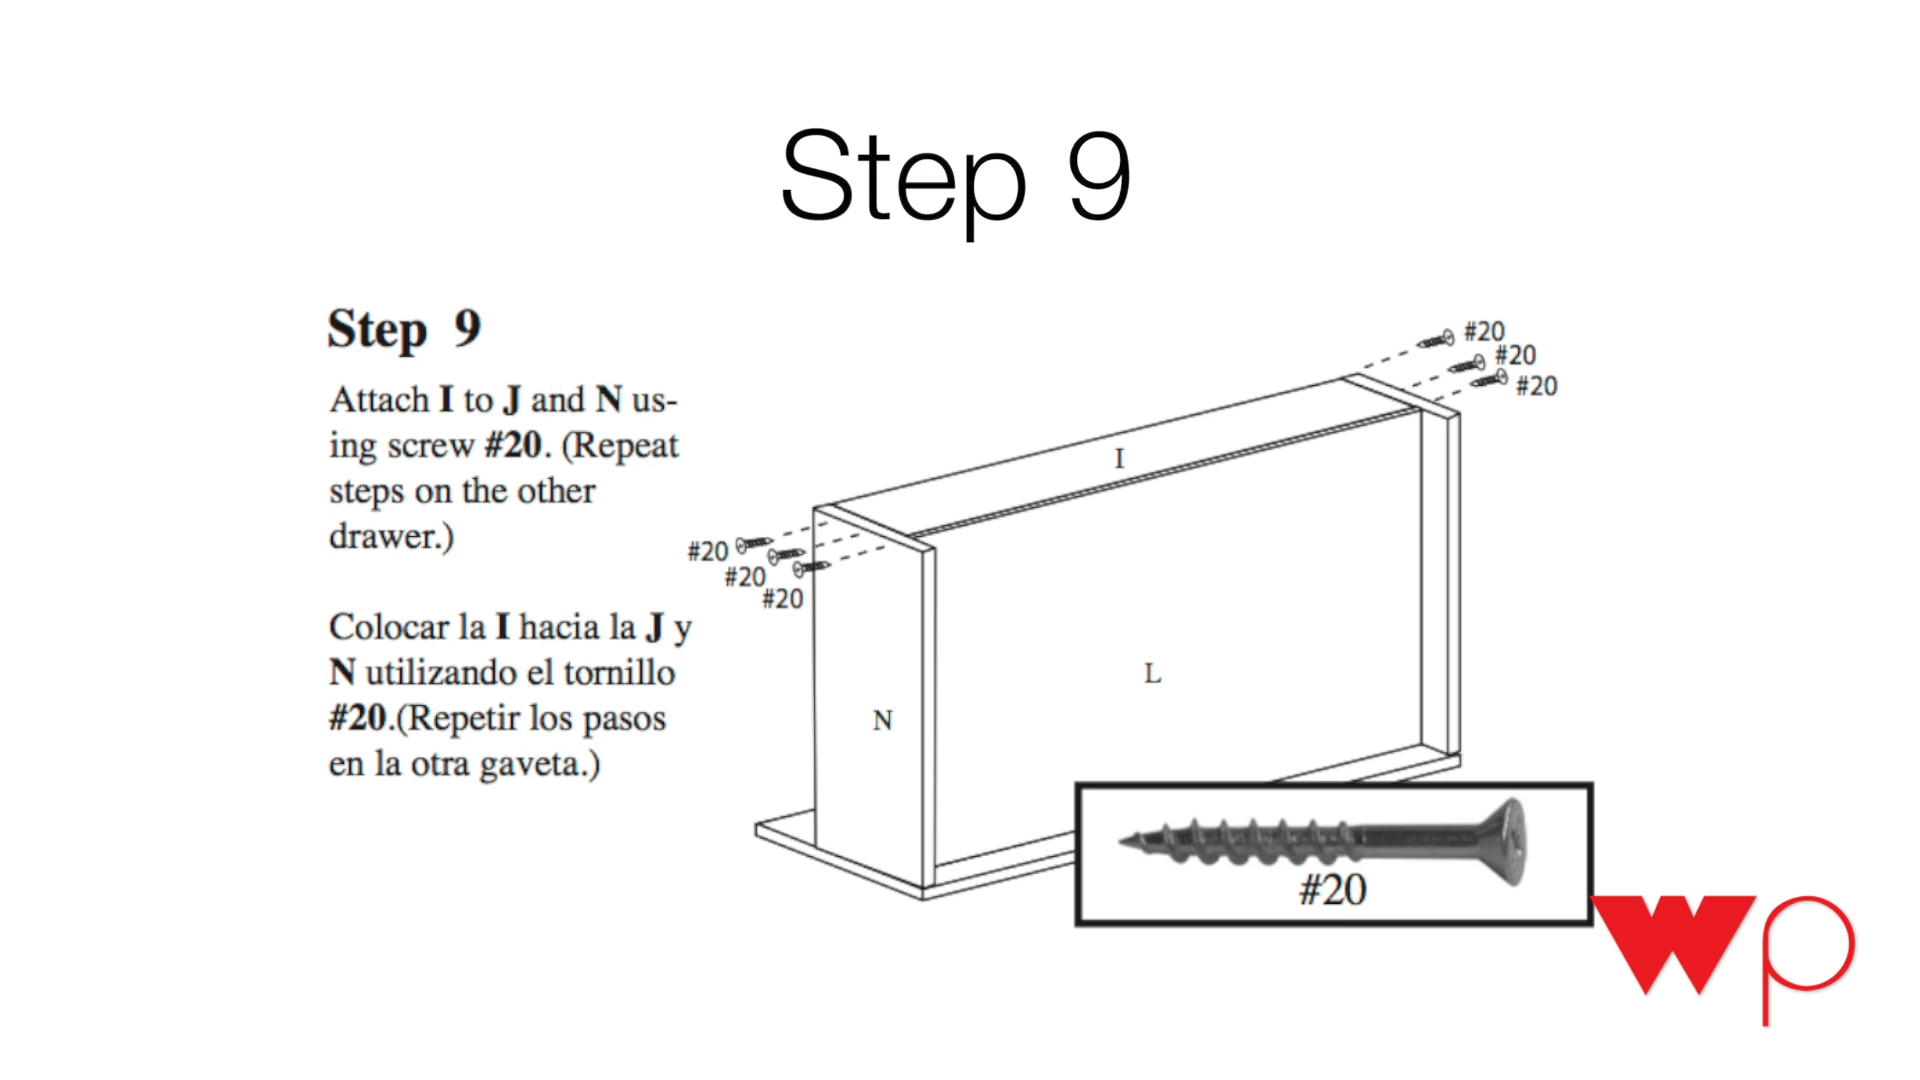 Step 9
Step 9
Attach I to J and N us-
ing screw #20. (Repeat
steps on the other
drawer.)
Colocar la I hacia la J y
N utilizando el tornillo
#20.(Repetir los pasos
en la otra gaveta.)
#20
#20
#20
I
#20
#20
#20
L
N
#20
wp